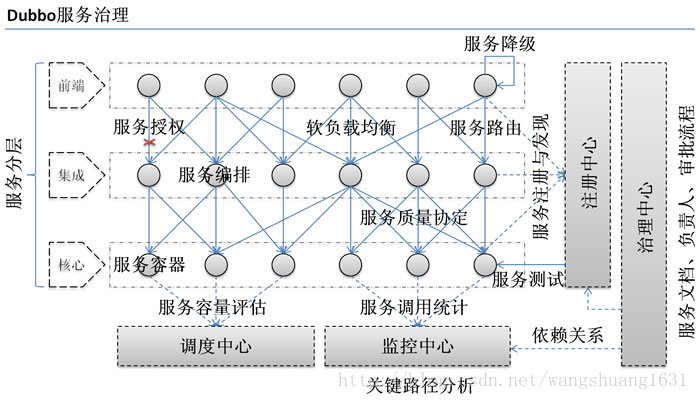 Dubbo服务治理
服务降级
前端
服务授权
软负载均衡
服务路由
服务分层
集成
服务编排
服务注册与发现
注册中心
治理中心
服务文档、负责人、审批流程
服务质量协定
核心
服务容器
服务测试
服务容量评估
服务调用统计
调度中心
监控中心
依赖关系
关键路径分析